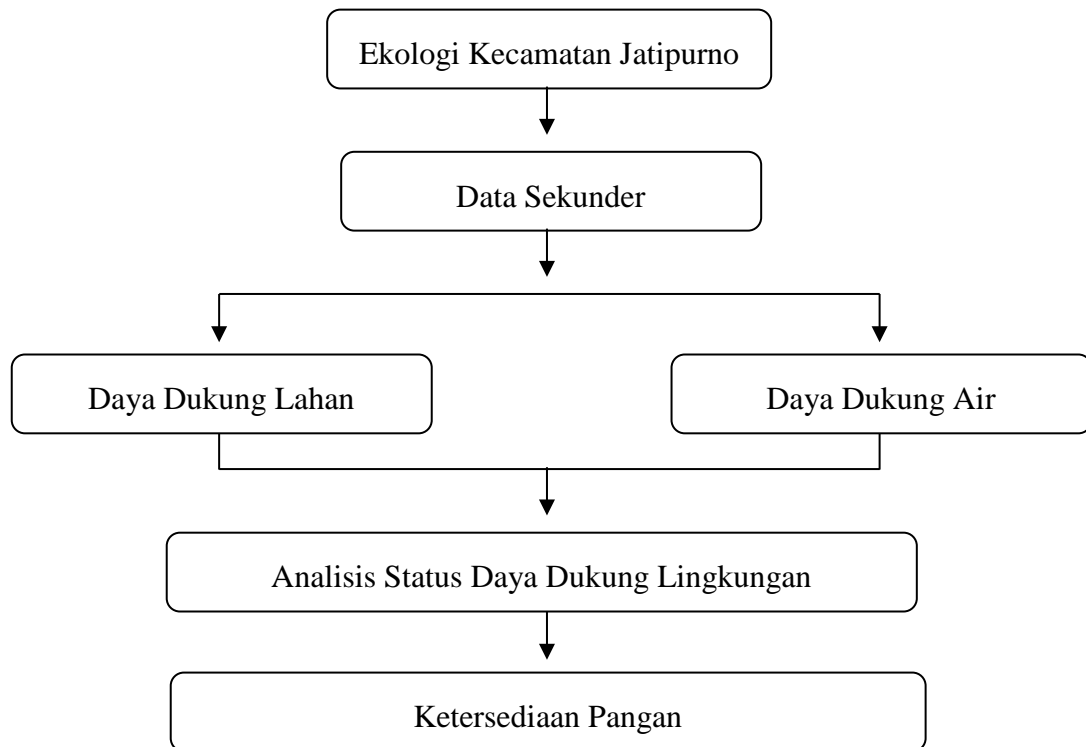 Ekologi Kecamatan Jatipurno
Data Sekunder
Daya Dukung Lahan
Daya Dukung Air
Analisis Status Daya Dukung Lingkungan
Ketersediaan Pangan